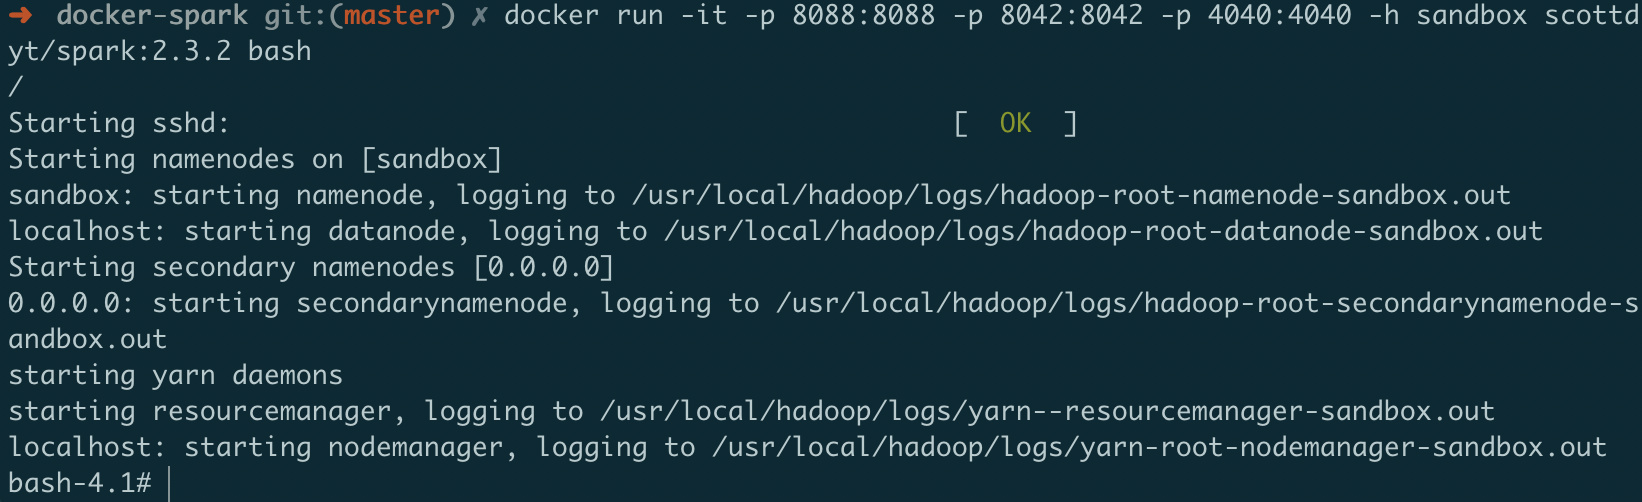 ➜ docker-spark git:(master) ✗ docker run -it -p 8088:8088 -p 8042:8042 -p 4040:4040 -h sandbox scottd
yt/spark:2.3.2 bash
/
Starting sshd: [ OK ]
Starting namenodes on [sandbox]
sandbox: starting namenode, logging to /usr/local/hadoop/logs/hadoop-root-namenode-sandbox.out
localhost: starting datanode, logging to /usr/local/hadoop/logs/hadoop-root-datanode-sandbox.out
Starting secondary namenodes [0.0.0.0]
0.0.0.0: starting secondarynamenode, logging to /usr/local/hadoop/logs/hadoop-root-secondarynamenode-s
andbox.out
starting yarn daemons
starting resourcemanager, logging to /usr/local/hadoop/logs/yarn--resourcemanager-sandbox.out
localhost: starting nodemanager, logging to /usr/local/hadoop/logs/yarn-root-nodemanager-sandbox.out
bash-4.1#